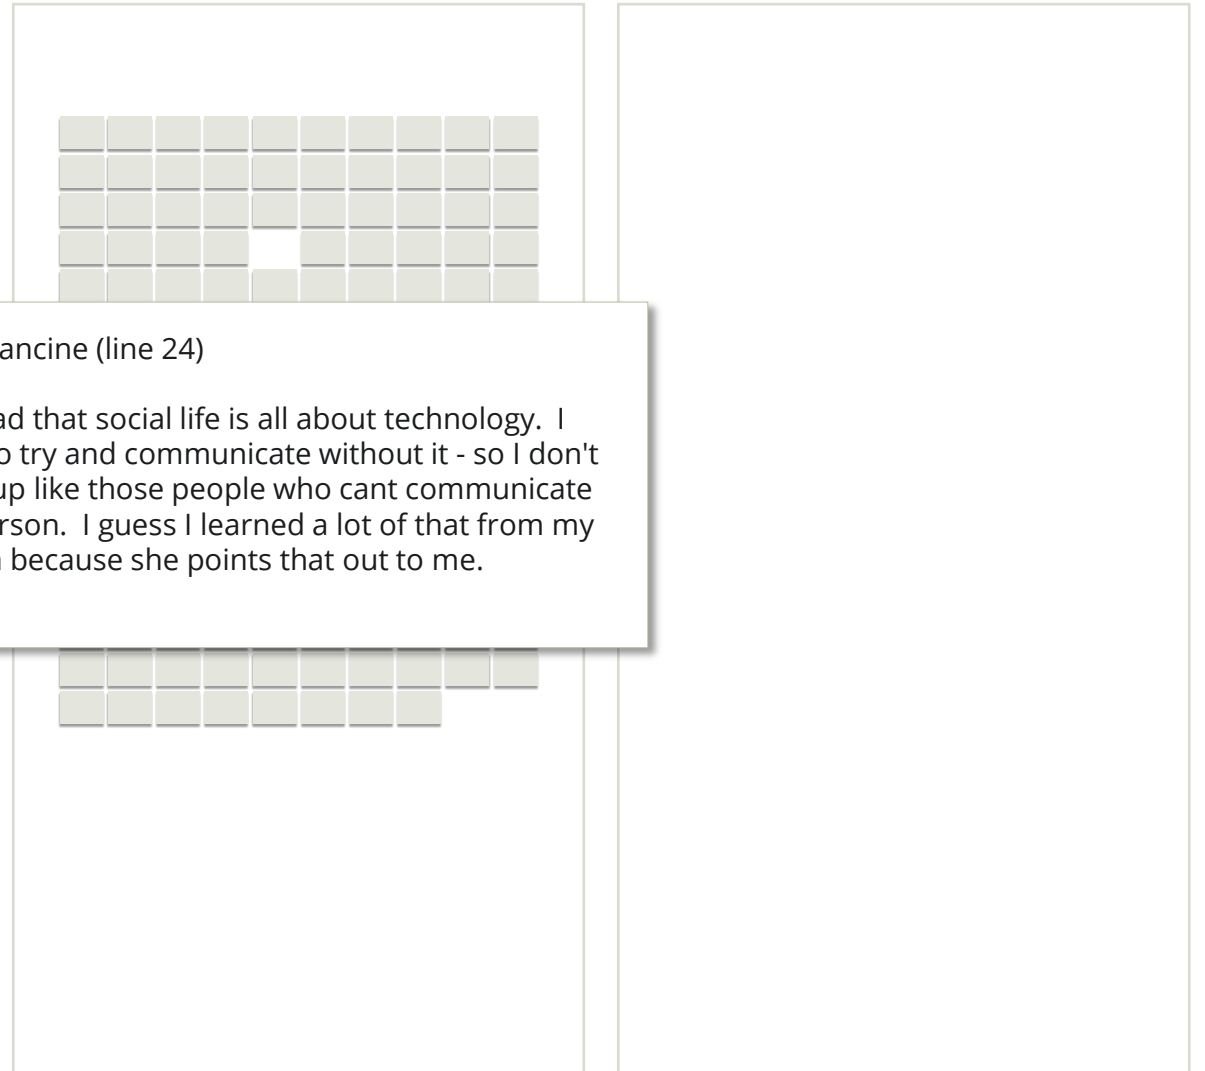 ancine (line 24)
ad that social life is all about technology.  I
o try and communicate without it - so I don't
up like those people who cant communicate
rson.  I guess I learned a lot of that from my
because she points that out to me.